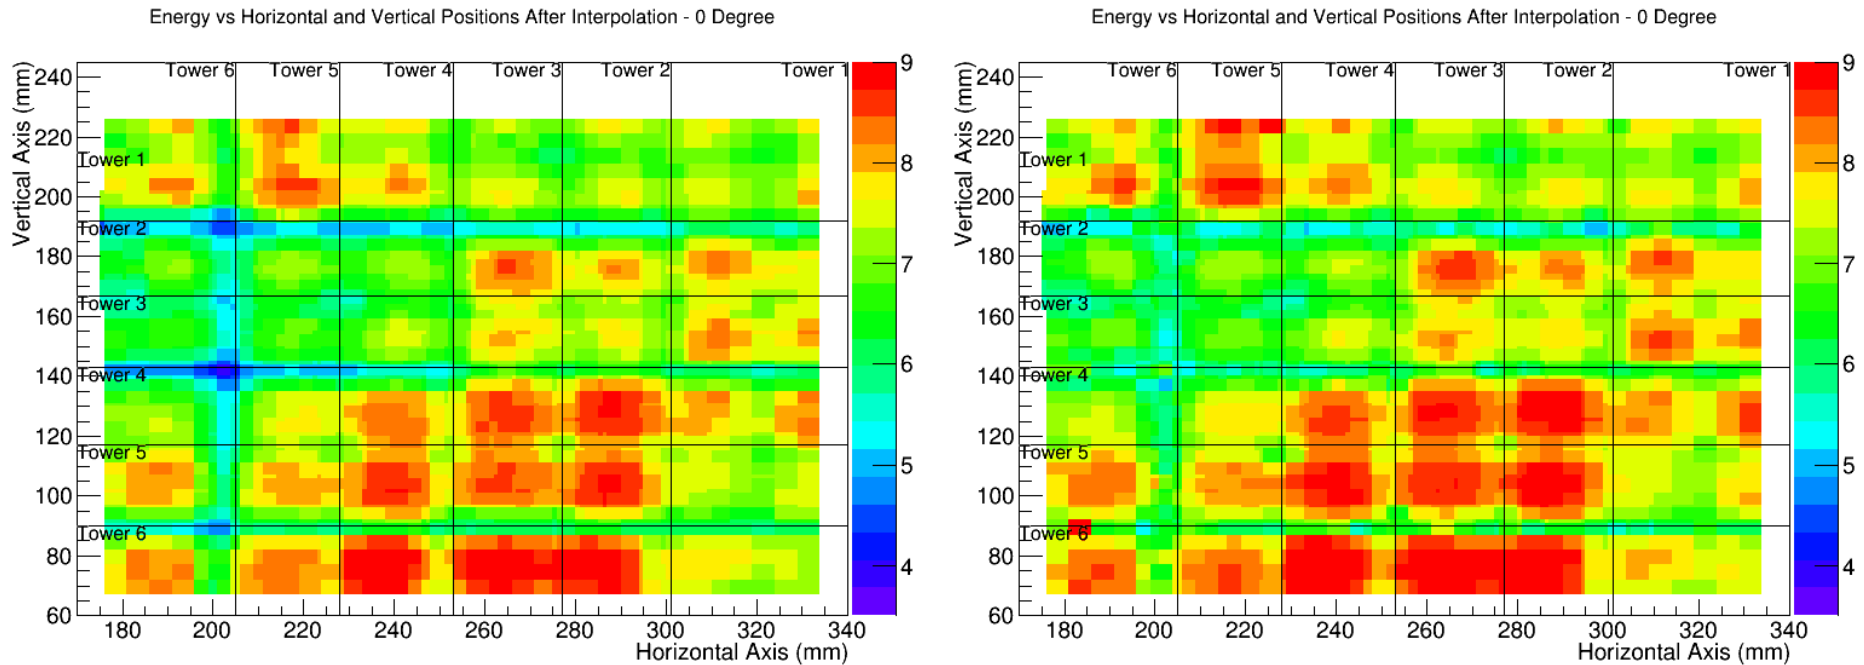 Energy vs Horizontal and Vertical Positions After Interpolation - 0 Degree
Vertical Axis (mm)
240
220
200
180
160
140
120
100
80
60
Tower 6 Tower 5 Tower 4 Tower 3 Tower 2 Tower 1
Tower 1
Tower 2
Tower 3
Tower 4
Tower 5
Tower 6
180 200 220 240 260 280 300 320 340
Horizontal Axis (mm)
9
8
7
6
5
4
Energy vs Horizontal and Vertical Positions After Interpolation - 0 Degree
Vertical Axis (mm)
240
220
200
180
160
140
120
100
80
60
Tower 6 Tower 5 Tower 4 Tower 3 Tower 2 Tower 1
Tower 1
Tower 2
Tower 3
Tower 4
Tower 5
Tower 6
180 200 220 240 260 280 300 320 340
Horizontal Axis (mm)
9
8
7
6
5
4